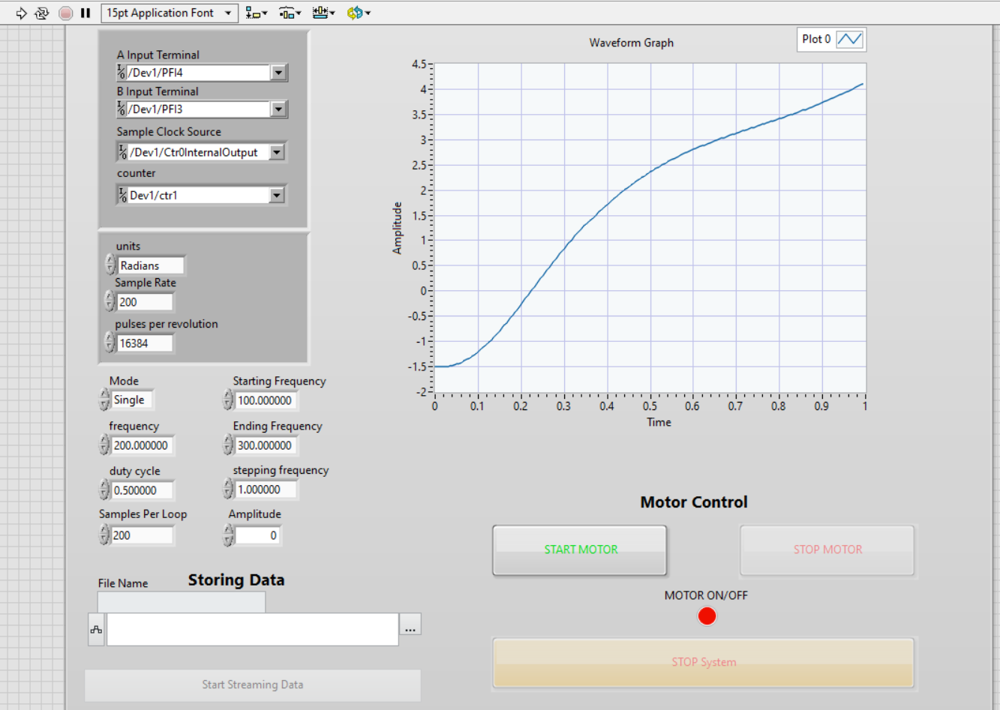 15pt Application Font
A Input Terminal
/Dev1/PFI4
B Input Terminal
/Dev1/PFI3
Sample Clock Source
/Dev1/Ctr0InternalOutput
counter
Dev1/ctr1
units
Radians
Sample Rate
200
pulses per revolution
16384
Mode
Single
Starting Frequency
100.000000
frequency
200.000000
Ending Frequency
300.000000
duty cycle
0.500000
stepping frequency
1.000000
Samples Per Loop
200
Amplitude
0
File Name
Storing Data
...
Start Streaming Data
Waveform Graph
Plot 0
Amplitude
4.5
4
3.5
3
2.5
2
1.5
1
0.5
0
-0.5
-1
-1.5
-2
0 0.1 0.2 0.3 0.4 0.5 0.6 0.7 0.8 0.9 1
Time
Motor Control
START MOTOR
STOP MOTOR
MOTOR ON/OFF
STOP System